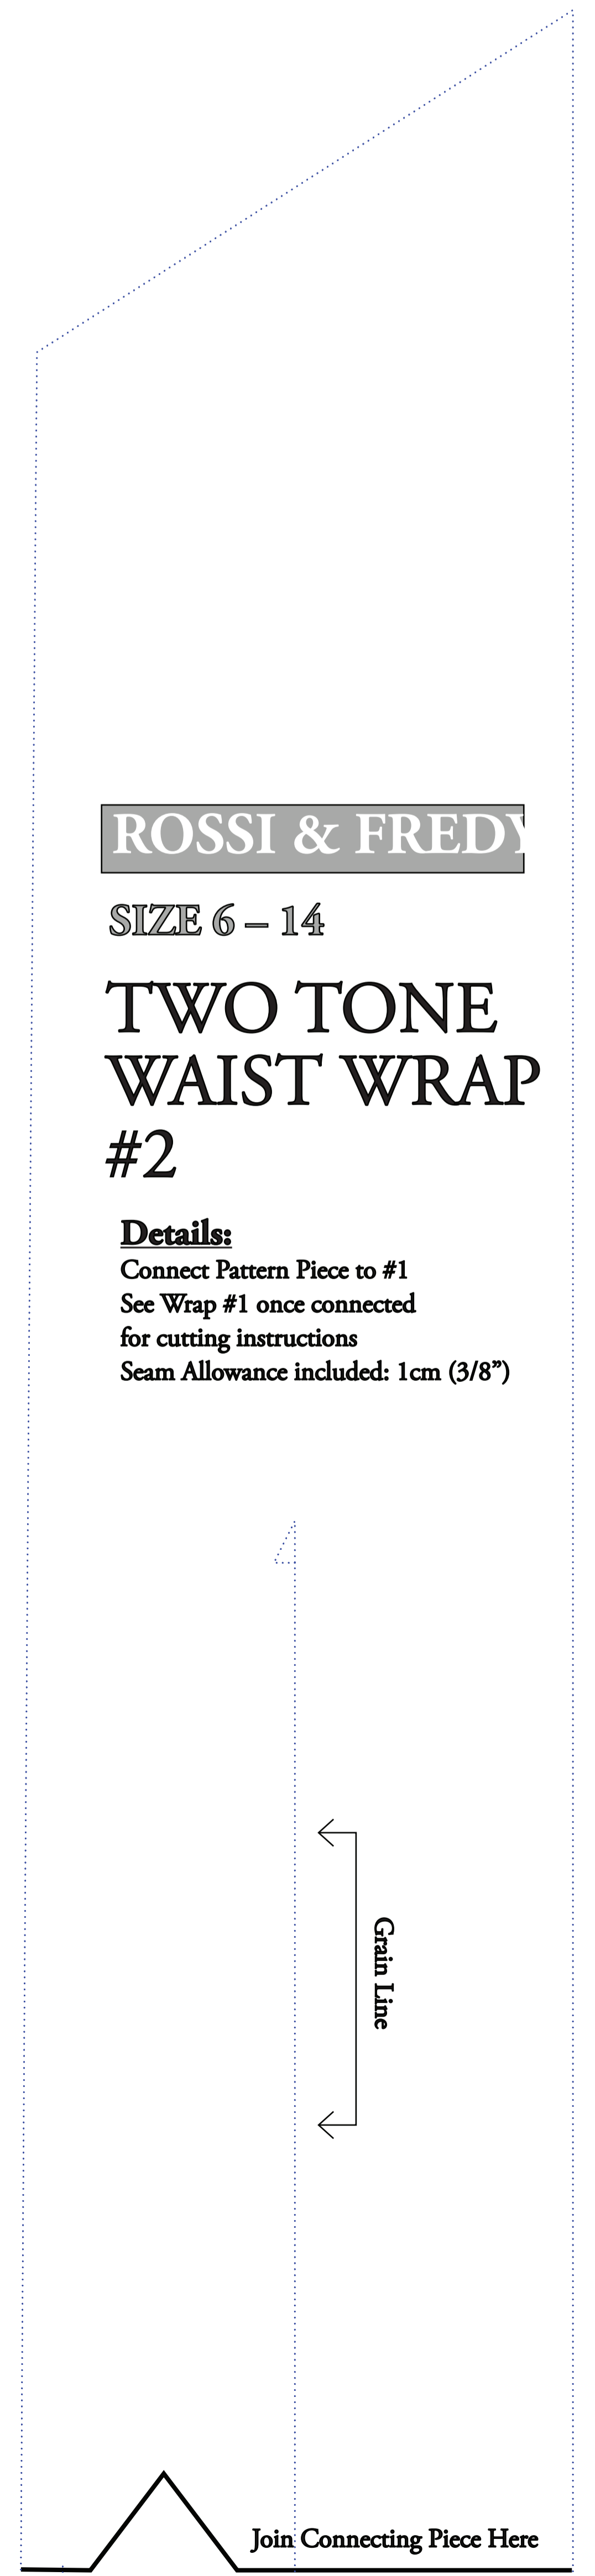 ROSSI & FREDY
SIZE 6 – 14
TWO TONE
WAIST WRAP
#2
Details:
Connect Pattern Piece to #1
See Wrap #1 once connected
for cutting instructions
Seam Allowance included: 1cm (3/8”)
Grain Line
Join Connecting Piece Here